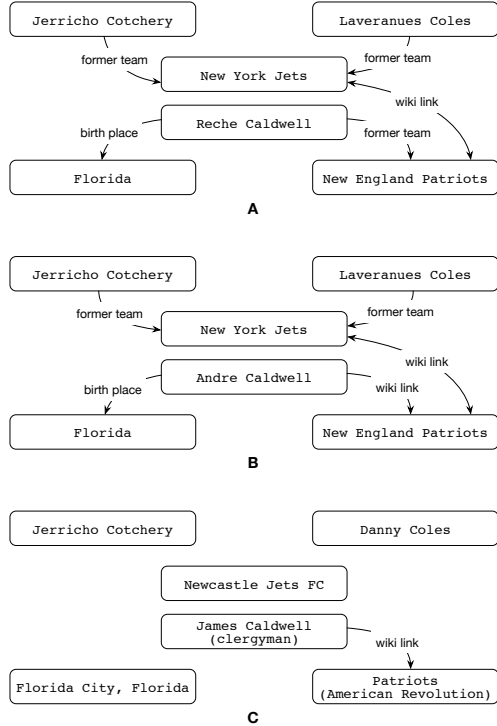 Jerricho Cotchery Laveranues Coles
former team former team
New York Jets
wiki link
Reche Caldwell
birth place former team
Florida New England Patriots
A
Jerricho Cotchery Laveranues Coles
former team former team
New York Jets
wiki link
Andre Caldwell
birth place wiki link
Florida New England Patriots
B
Jerricho Cotchery Danny Coles
Newcastle Jets FC
James Caldwell
(clergyman)
wiki link
Florida City, Florida Patriots
(American Revolution)
C